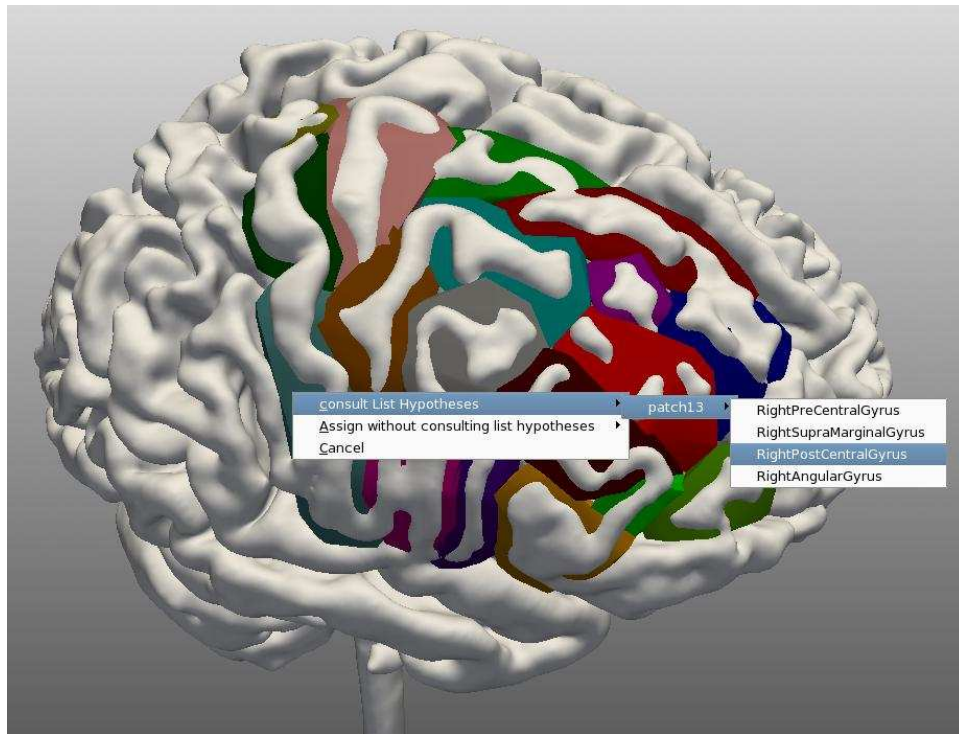 Consult List Hypotheses
patch13
Assign without consulting list hypotheses
Cancel
RightPreCentralGyrus
RightSupraMarginalGyrus
RightPostCentralGyrus
RightAngularGyrus